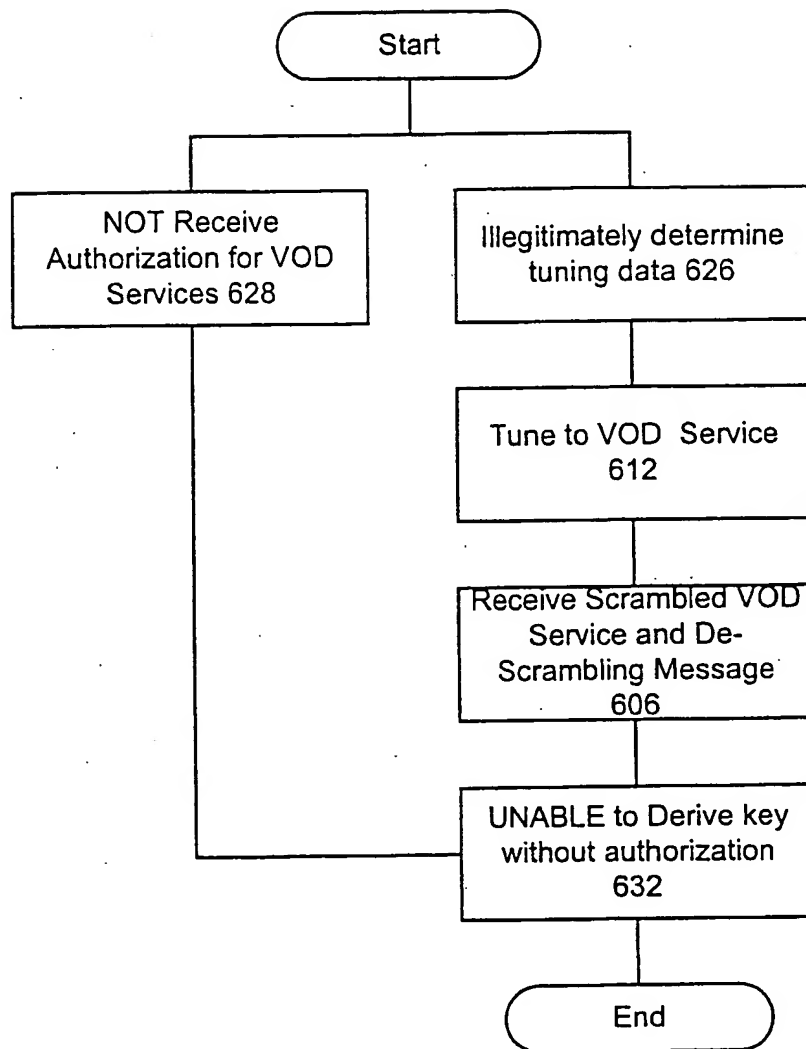 Start
NOT Receive
Authorization for VOD
Services 628
Illegitimately determine
tuning data 626
Tune to VOD Service
612
Receive Scrambled VOD
Service and De-
Scrambling Message
606
UNABLE to Derive key
without authorization
632
End